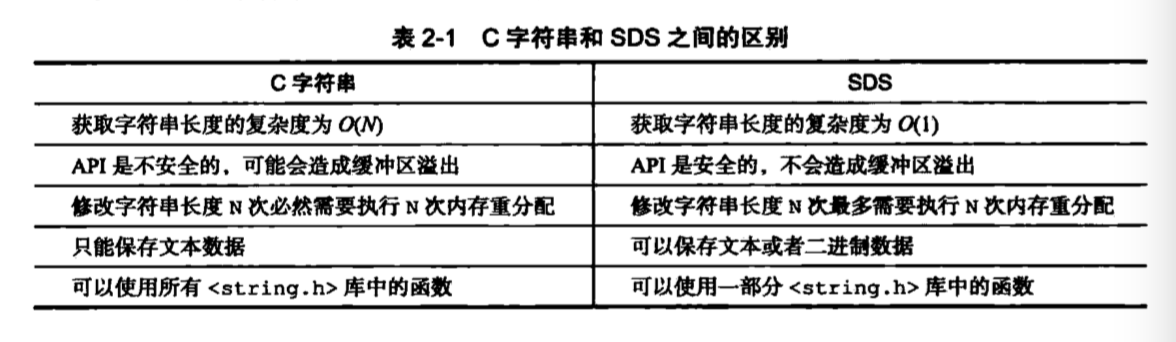 表 2-1 C 字符串和 SDS 之间的区别
C 字符串 SDS
获取字符串长度的复杂度为 O(N) 获取字符串长度的复杂度为 O(1)
API 是不安全的，可能会造成缓冲区溢出 API 是安全的，不会造成缓冲区溢出
修改字符串长度 N 次必然需要执行 N 次内存重分配 修改字符串长度 N 次最多需要执行 N 次内存重分配
只能保存文本数据 可以保存文本或者二进制数据
可以使用所有 <string.h> 库中的函数 可以使用一部分 <string.h> 库中的函数